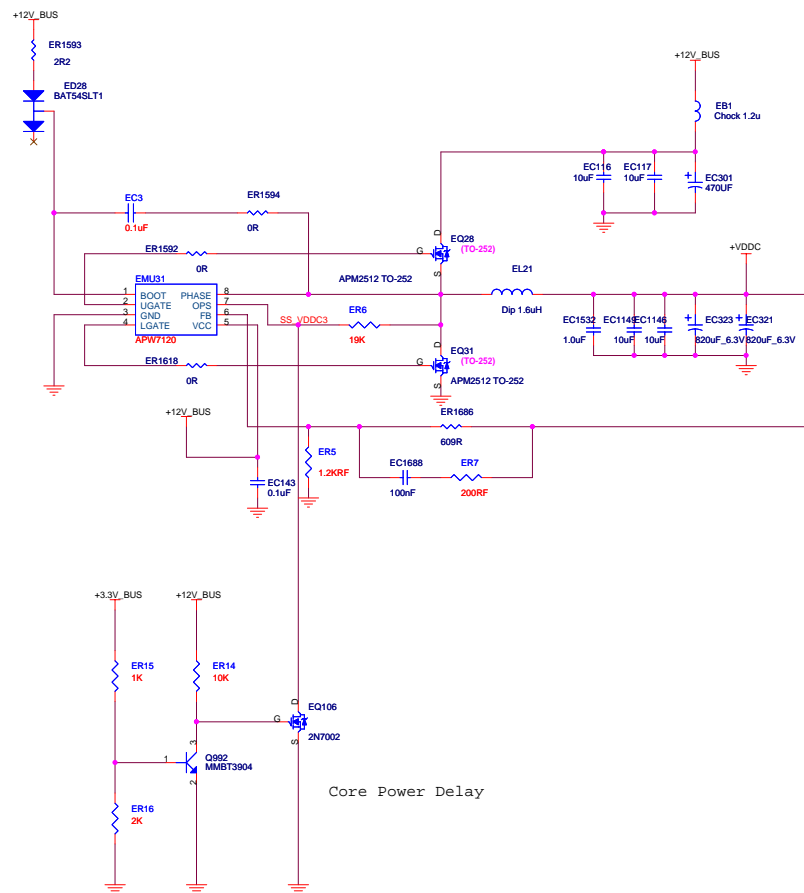 +12V_BUS
ER1593
2R2
ED28
BAT54SLT1
+12V_BUS
EB1
Chock 1.2u
EC116
10uF
EC117
10uF
+
EC301
470UF
EC3
0.1uF
ER1594
0R
D
EQ28
(TO-252)
G
S
APM2512 TO-252
ER1592
0R
+VDDC
EMU31
1 BOOT PHASE 8
2 UGATE OPS 7
3 GND FB 6
4 LGATE VCC 5
APW7120
EL21
Dip 1.6uH
SS_VDDC3
ER6
19K
EC1532
1.0uF
EC1149
10uF
EC1146
10uF
+
EC323
820uF_6.3V
+
EC321
820uF_6.3V
D
EQ31
(TO-252)
G
S
APM2512 TO-252
ER1618
0R
+12V_BUS
ER1686
609R
ER5
1.2KRF
EC1688
100nF
ER7
200RF
EC143
0.1uF
+3.3V_BUS
+12V_BUS
ER15
1K
ER14
10K
D
EQ106
G
S
2N7002
3
1
2
Q992
MMBT3904
ER16
2K
Core Power Delay